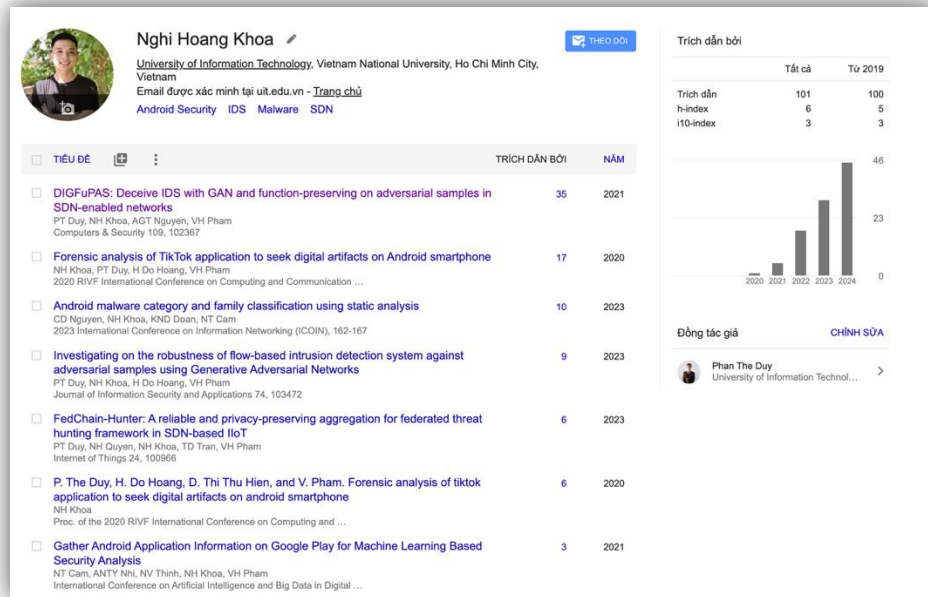 Nghi Hoang Khoa
THEO DÕI
University of Information Technology, Vietnam National University, Ho Chi Minh City,
Vietnam
Email được xác minh tại uit.edu.vn - Trang chủ
Android Security IDS Malware SDN
TIÊU ĐỀ TRÍCH DẪN BỞI NĂM
DIGFuPAS: Deceive IDS with GAN and function-preserving on adversarial samples in 35 2021
SDN-enabled networks
PT Duy, NH Khoa, AGT Nguyen, VH Pham
Computers & Security 109, 102367
Forensic analysis of TikTok application to seek digital artifacts on Android smartphone 17 2020
NH Khoa, PT Duy, H Do Hoang, VH Pham
2020 RIVF International Conference on Computing and Communication …
Android malware category and family classification using static analysis 10 2023
CD Nguyen, NH Khoa, KND Doan, NT Cam
2023 International Conference on Information Networking (ICOIN), 162-167
Investigating on the robustness of flow-based intrusion detection system against 9 2023
adversarial samples using Generative Adversarial Networks
PT Duy, NH Khoa, H Do Hoang, VH Pham
Journal of Information Security and Applications 74, 103472
FedChain-Hunter: A reliable and privacy-preserving aggregation for federated threat 6 2023
hunting framework in SDN-based IIoT
PT Duy, NH Quyen, NH Khoa, TD Tran, VH Pham
Internet of Things 24, 100966
P. The Duy, H. Do Hoang, D. Thi Thu Hien, and V. Pham. Forensic analysis of tiktok 6 2020
application to seek digital artifacts on android smartphone
NH Khoa
Proc. of the 2020 RIVF International Conference on Computing and …
Gather Android Application Information on Google Play for Machine Learning Based 3 2021
Security Analysis
NT Cam, ANTY Nhi, NV Thinh, NH Khoa, VH Pham
International Conference on Artificial Intelligence and Big Data in Digital …
Trích dẫn bởi
Tất cả Từ 2019
Trích dẫn 101 100
h-index 6 5
i10-index 3 3
46
23
0
2020 2021 2022 2023 2024
Đồng tác giả CHỈNH SỬA
Phan The Duy
University of Information Technol...